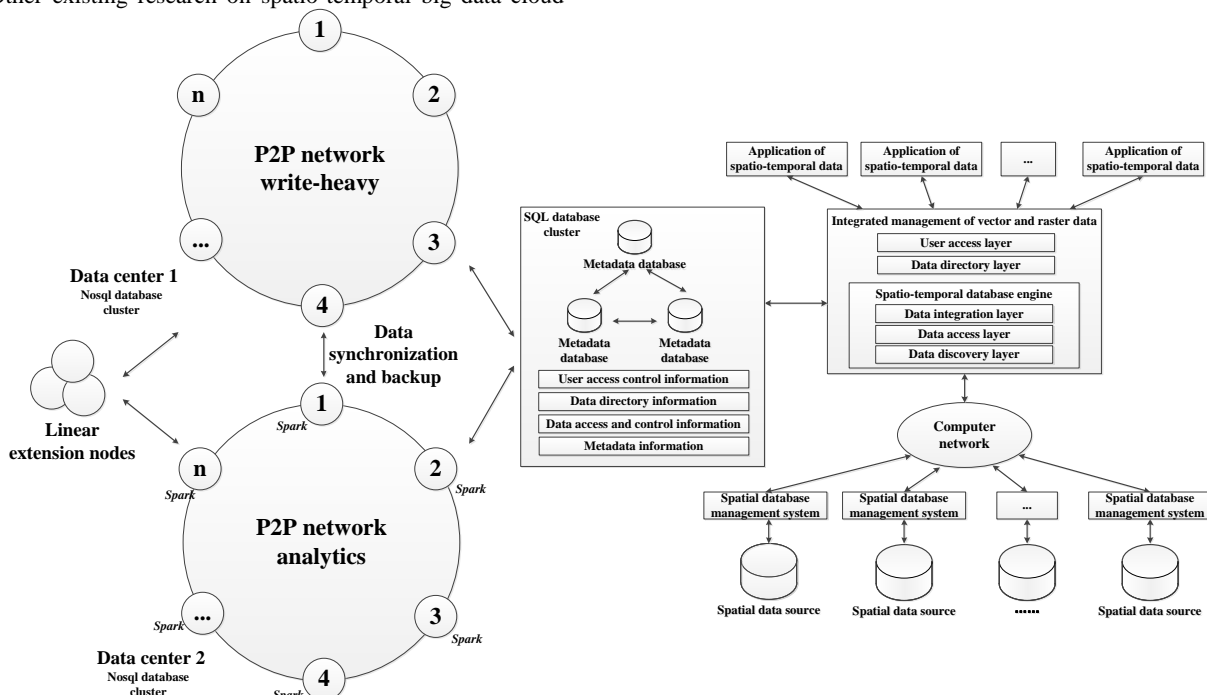 Other existing research on spatio-temporal big data cloud
1
n
2
P2P network
write-heavy
...
3
4
Data center 1
Nosql database
cluster
Data
synchronization
and backup
Linear
extension nodes
1
Spark
n
Spark
2
Spark
P2P network
analytics
...
Spark
3
Spark
4
Spark
Data center 2
Nosql database
cluster
SQL database
cluster
Metadata database
Metadata
database
Metadata
database
User access control information
Data directory information
Data access and control information
Metadata information
Application of
spatio-temporal data
Application of
spatio-temporal data
...
Application of
spatio-temporal data
Integrated management of vector and raster data
User access layer
Data directory layer
Spatio-temporal database engine
Data integration layer
Data access layer
Data discovery layer
Computer
network
Spatial database
management system
Spatial database
management system
...
Spatial database
management system
Spatial data source
Spatial data source
......
Spatial data source